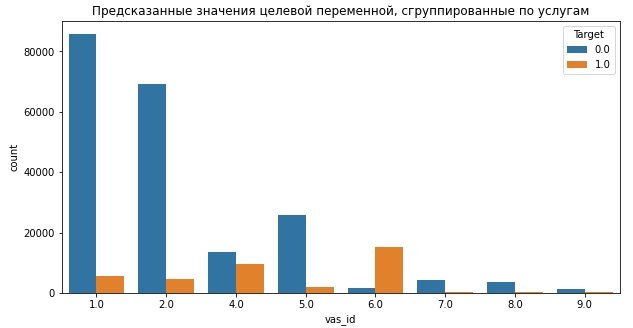 Предсказанные значения целевой переменной, сгруппированные по услугам
Target
0.0
1.0
80000
60000
40000
20000
0
count
1.0 2.0 4.0 5.0 6.0 7.0 8.0 9.0
vas_id